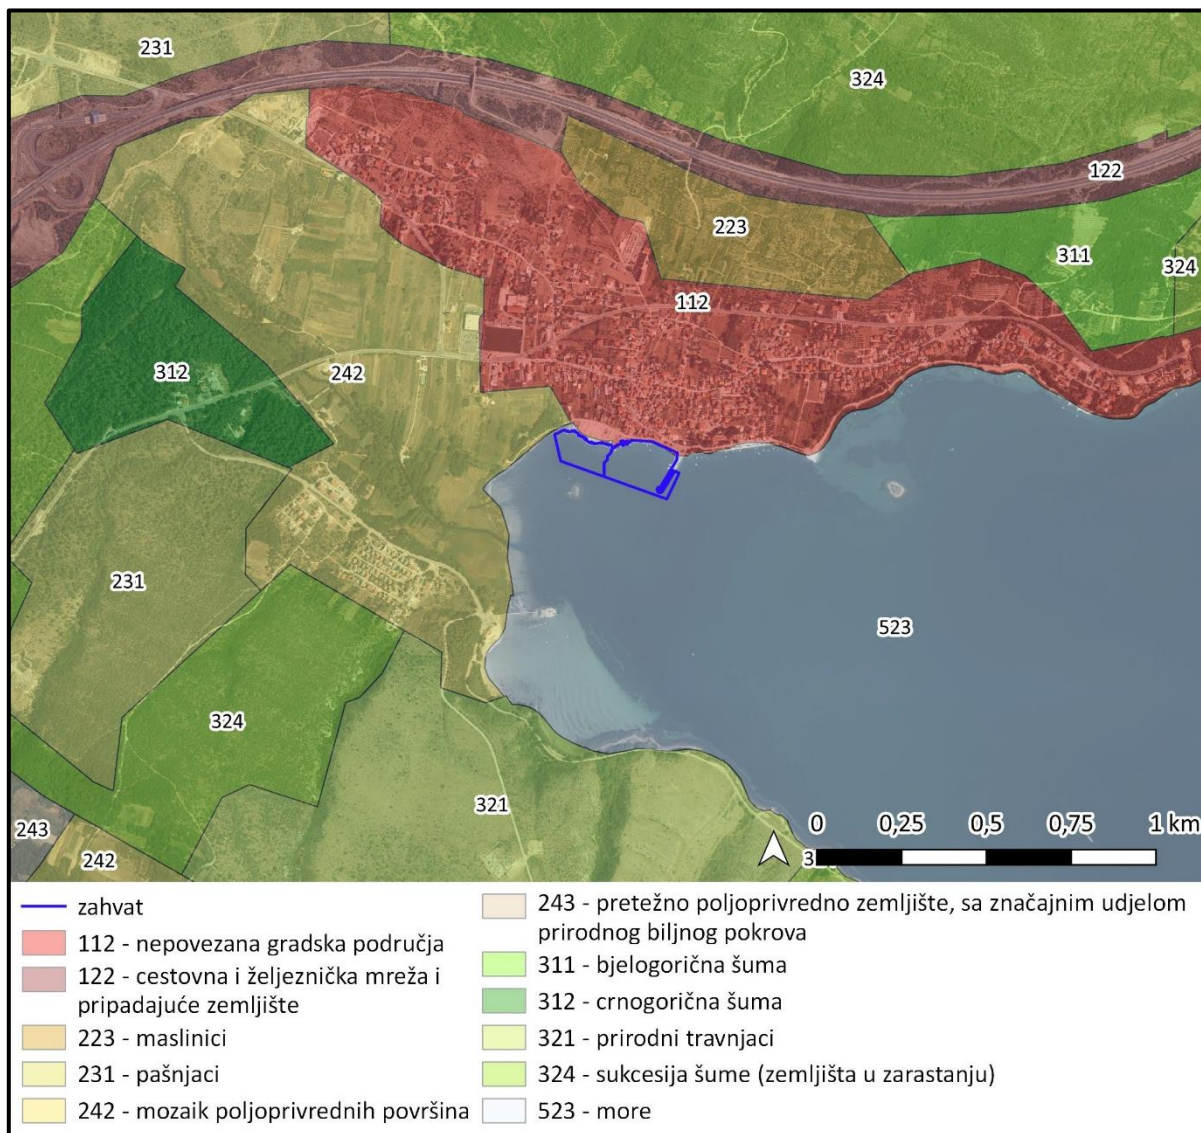 231
324
122
223
311
324
112
312
242
523
231
324
321
243
242
0 0,25 0,5 0,75 1 km
3
zahvat
112 - nepovezana gradska područja
122 - cestovna i željeznička mreža i
pripadajuće zemljište
223 - maslinici
231 - pašnjaci
242 - mozaik poljoprivrednih površina
243 - pretežno poljoprivredno zemljište, sa značajnim udjelom
prirodnog biljnog pokrova
311 - bjelogorična šuma
312 - crnogorična šuma
321 - prirodni travnjaci
324 - sukcesija šume (zemljišta u zarastanju)
523 - more